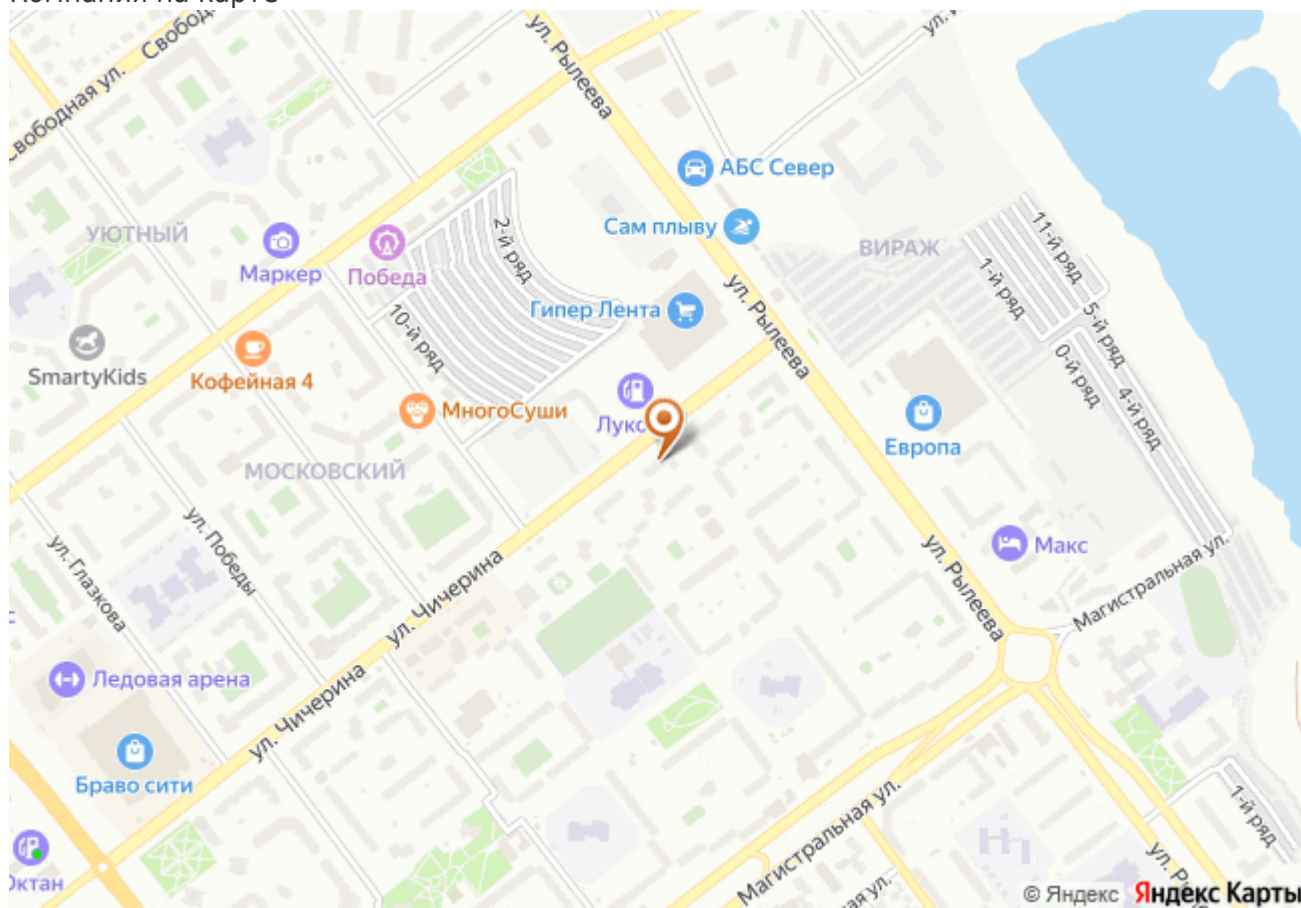 Свободная ул.
Свобод
ул. Рылеева
АБС Север
Сам плыву
УЮТНЫЙ
Маркер
Победа
2-й ряд
ВИРАЖ
11-й ряд
1-й ряд
5-й ряд
Гипер Лента
ул. Рылеева
10-й ряд
0-й ряд
4-й ряд
SmartyKids
Кофейная 4
МногоСуши
Луко
Европа
МОСКОВСКИЙ
ул. Победы
ул. Глазкова
ул. Чичерина
ул. Рылеева
Макс
Магистральная ул.
Ледовая арена
ул. Чичерина
Браво сити
Магистральная ул.
1-й ряд
Октан
© Яндекс Яндекс Карты